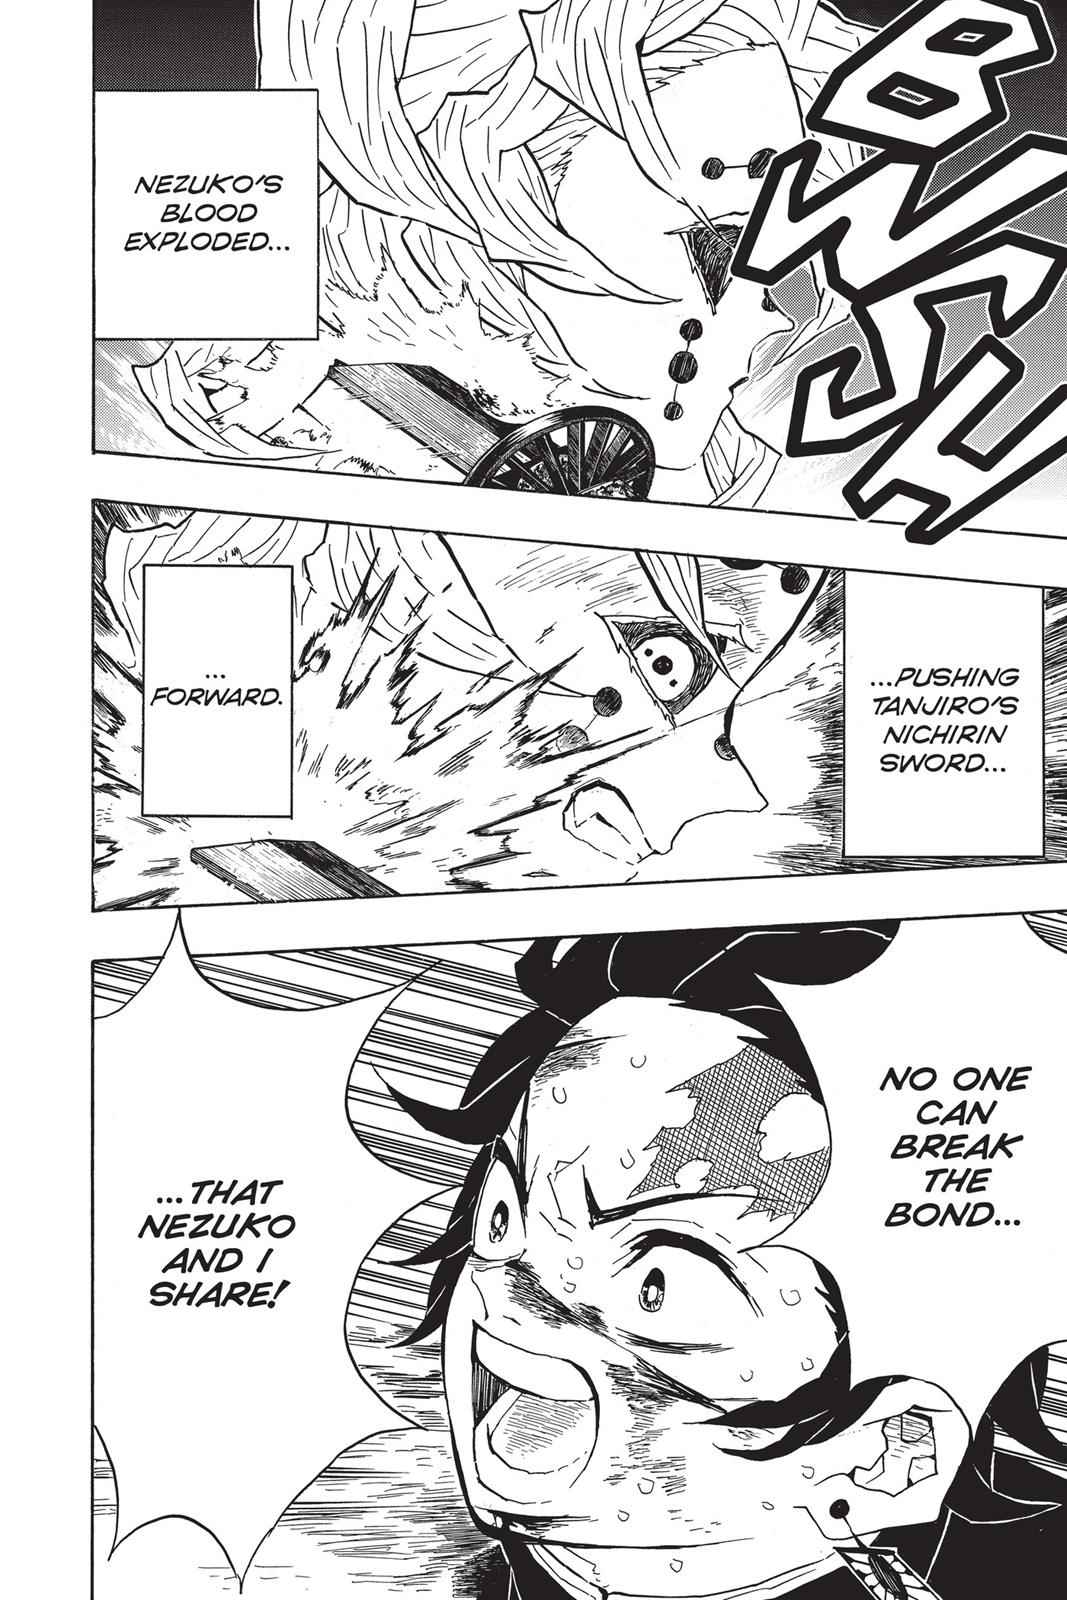 BWSH
NEZUKO'S
BLOOD
EXPLODED...
...PUSHING
TANJIRO'S
NICHIRIN
SWORD...
...
FORWARD.
NO ONE
CAN
BREAK
THE
BOND...
...THAT
NEZUKO
AND I
SHARE!